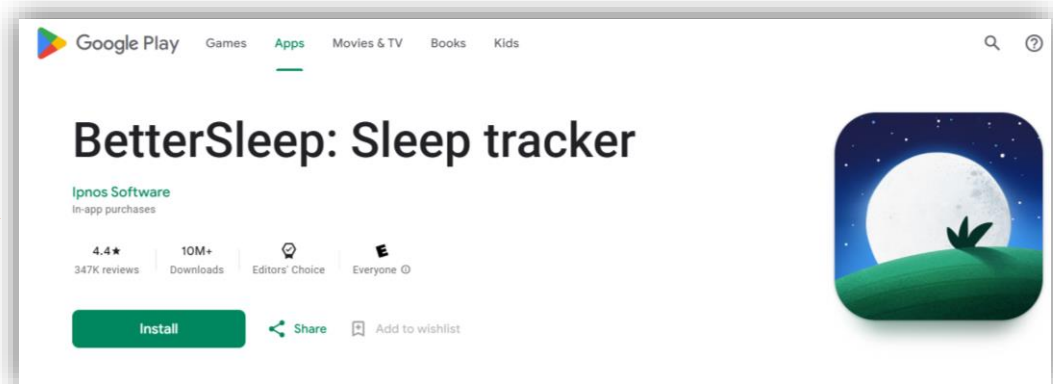 Google Play Games Apps Movies & TV Books Kids
BetterSleep: Sleep tracker
Ipnos Software
In-app purchases
4.4★ 10M+ E
347K reviews Downloads Editors' Choice Everyone
Install Share Add to wishlist